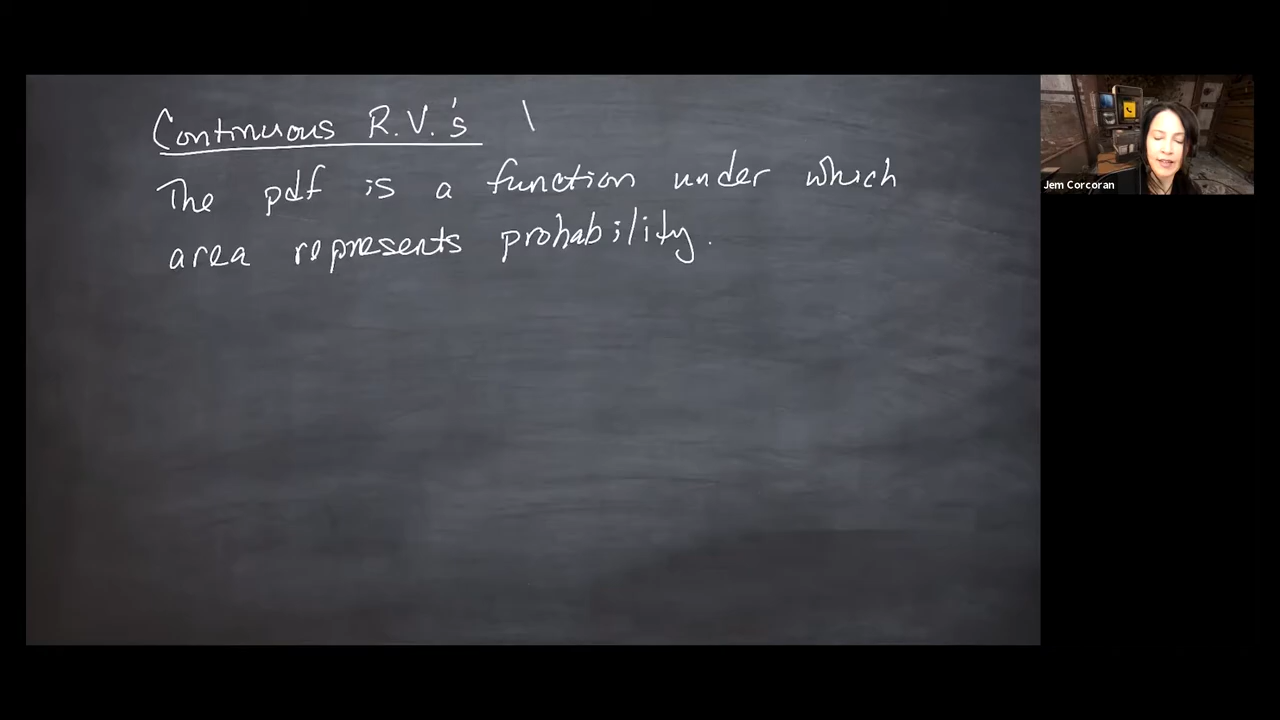 Continuous R.V.'s \
The pdf is a function under which
area represents probability.
Jem Corcoran